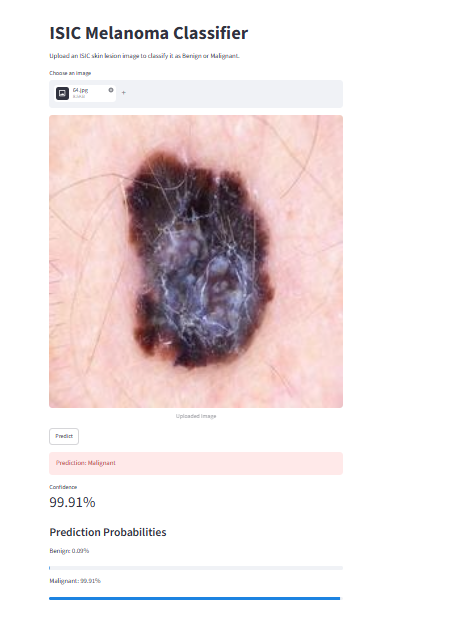 ISIC Melanoma Classifier
Upload an ISIC skin lesion image to classify it as Benign or Malignant.
Choose an image
64.jpg
Uploaded image
Predict
Prediction: Malignant
Confidence
99.91%
Prediction Probabilities
Benign: 0.09%
Malignant: 99.91%